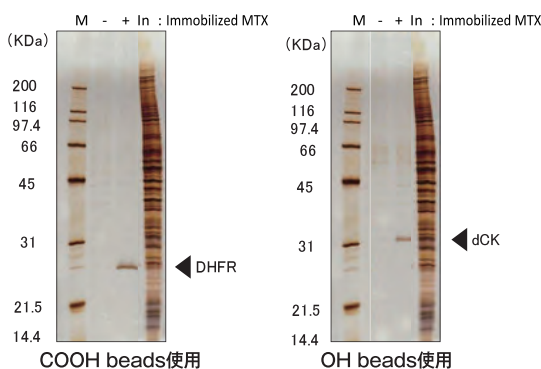 M - + In : Immobilized MTX
(KDa)
200
116
97.4
66
45
31
21.5
14.4
DHFR
COOH beads使用
M - + In : Immobilized MTX
(KDa)
200
116
97.4
66
45
31
21.5
14.4
dCK
OH beads使用